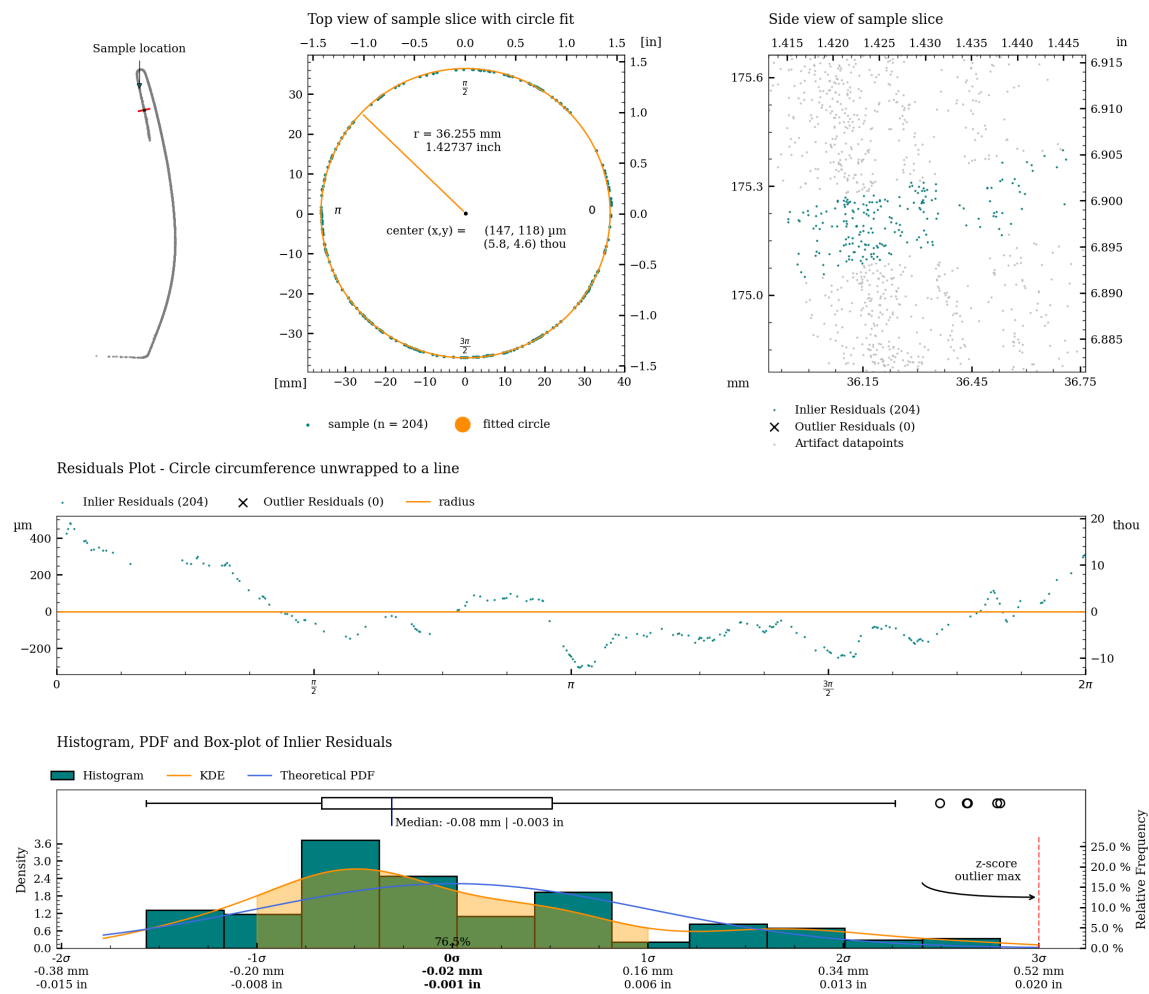 Sample location
Top view of sample slice with circle fit
−1.5 −1.0 −0.5 0.0 0.5 1.0 1.5 [in]
30
20
10
0
−10
−20
−30
1.5
1.0
0.5
0.0
−0.5
−1.0
−1.5
π/2
r = 36.255 mm
1.42737 inch
π
0
center (x,y) = (147, 118) µm
(5.8, 4.6) thou
3π/2
[mm] −30 −20 −10 0 10 20 30 40
sample (n = 204) fitted circle
Side view of sample slice
1.415 1.420 1.425 1.430 1.435 1.440 1.445 in
175.6
175.3
175.0
6.915
6.910
6.905
6.900
6.895
6.890
6.885
mm 36.15 36.45 36.75
Inlier Residuals (204)
Outlier Residuals (0)
Artifact datapoints
Residuals Plot - Circle circumference unwrapped to a line
Inlier Residuals (204) Outlier Residuals (0) radius
µm
400
200
0
−200
20 thou
10
0
−10
0 π/2 π 3π/2 2π
Histogram, PDF and Box-plot of Inlier Residuals
Histogram KDE Theoretical PDF
Median: -0.08 mm | -0.003 in
Density
3.6
3.0
2.4
1.8
1.2
0.6
0.0
z-score
outlier max
76.5%
Relative Frequency
25.0 %
20.0 %
15.0 %
10.0 %
5.0 %
0.0 %
-2σ -1σ 0σ 1σ 2σ 3σ
-0.38 mm -0.20 mm -0.02 mm 0.16 mm 0.34 mm 0.52 mm
-0.015 in -0.008 in -0.001 in 0.006 in 0.013 in 0.020 in